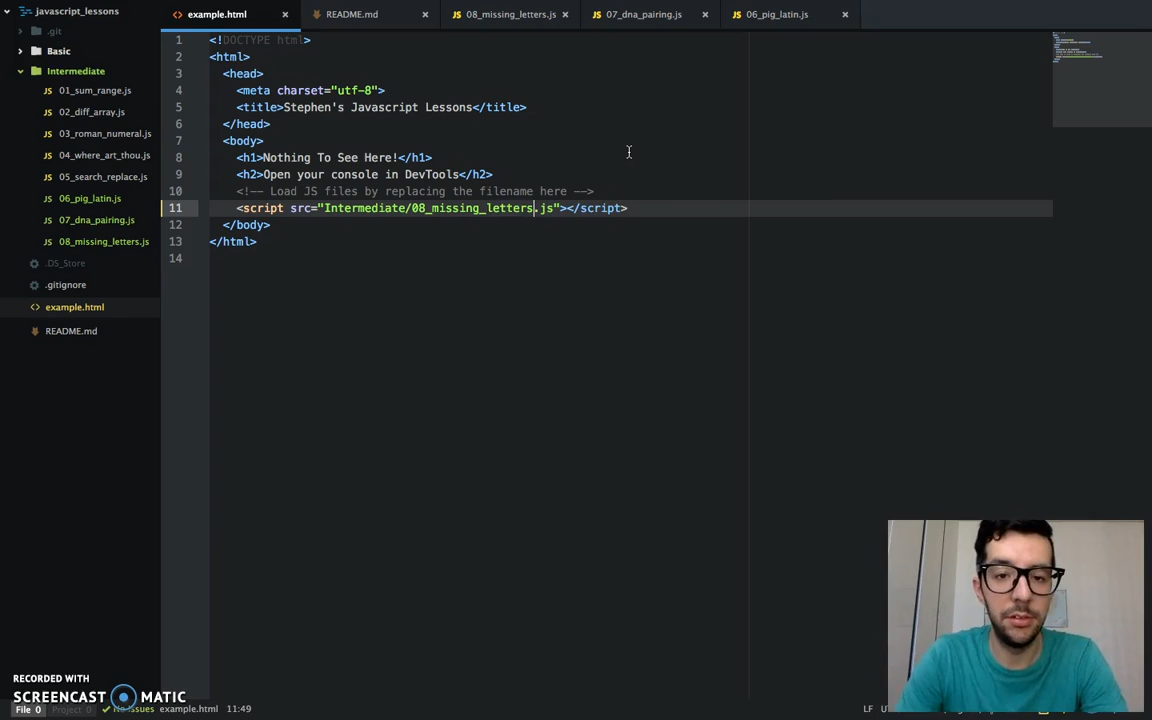 javascript_lessons
.git
Basic
Intermediate
01_sum_range.js
02_diff_array.js
03_roman_numeral.js
04_where_art_thou.js
05_search_replace.js
06_pig_latin.js
07_dna_pairing.js
08_missing_letters.js
.DS_Store
.gitignore
example.html
README.md
example.html
README.md
08_missing_letters.js
07_dna_pairing.js
06_pig_latin.js
1 <!DOCTYPE html>
2 <html>
3 <head>
4 <meta charset="utf-8">
5 <title>Stephen's Javascript Lessons</title>
6 </head>
7 <body>
8 <h1>Nothing To See Here!</h1>
9 <h2>Open your console in DevTools</h2>
10 <!-- Load JS files by replacing the filename here -->
11 <script src="Intermediate/08_missing_letters.js"></script>
12 </body>
13 </html>
14
RECORDED WITH
SCREENCAST MATIC
File 0 Project 0 No Issues example.html 11:49
LF